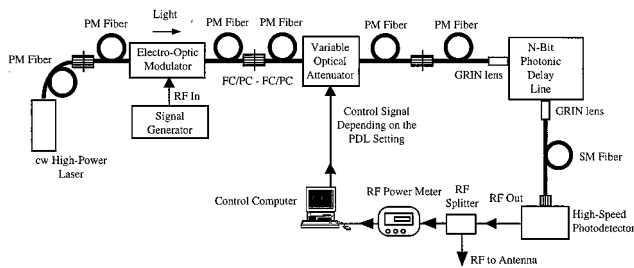 Light
PM Fiber
PM Fiber
PM Fiber
PM Fiber
PM Fiber
PM Fiber
Electro-Optic
Modulator
Variable
Optical
Attenuator
N-Bit
Photonic
Delay
Line
FC/PC - FC/PC
GRIN lens
RF In
GRIN lens
Signal
Generator
Control Signal
Depending on the
PDL Setting
cw High-Power
Laser
SM Fiber
Control Computer
RF Power Meter
RF
Splitter
RF Out
High-Speed
Photodetector
RF to Antenna